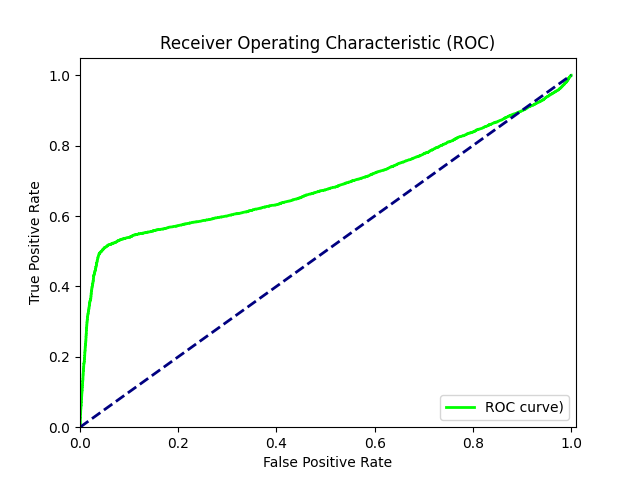 Receiver Operating Characteristic (ROC)
True Positive Rate
1.0
0.8
0.6
0.4
0.2
0.0
0.0 0.2 0.4 0.6 0.8 1.0
False Positive Rate
ROC curve)